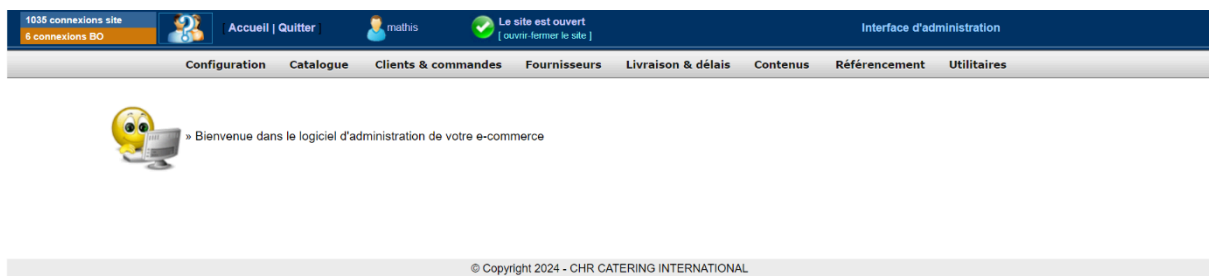 1035 connexions site
6 connexions BO
[ Accueil | Quitter ]
mathis
Le site est ouvert
[ ouvrir-fermer le site ]
Interface d'administration
Configuration Catalogue Clients & commandes Fournisseurs Livraison & délais Contenus Référencement Utilitaires
» Bienvenue dans le logiciel d'administration de votre e-commerce
© Copyright 2024 - CHR CATERING INTERNATIONAL